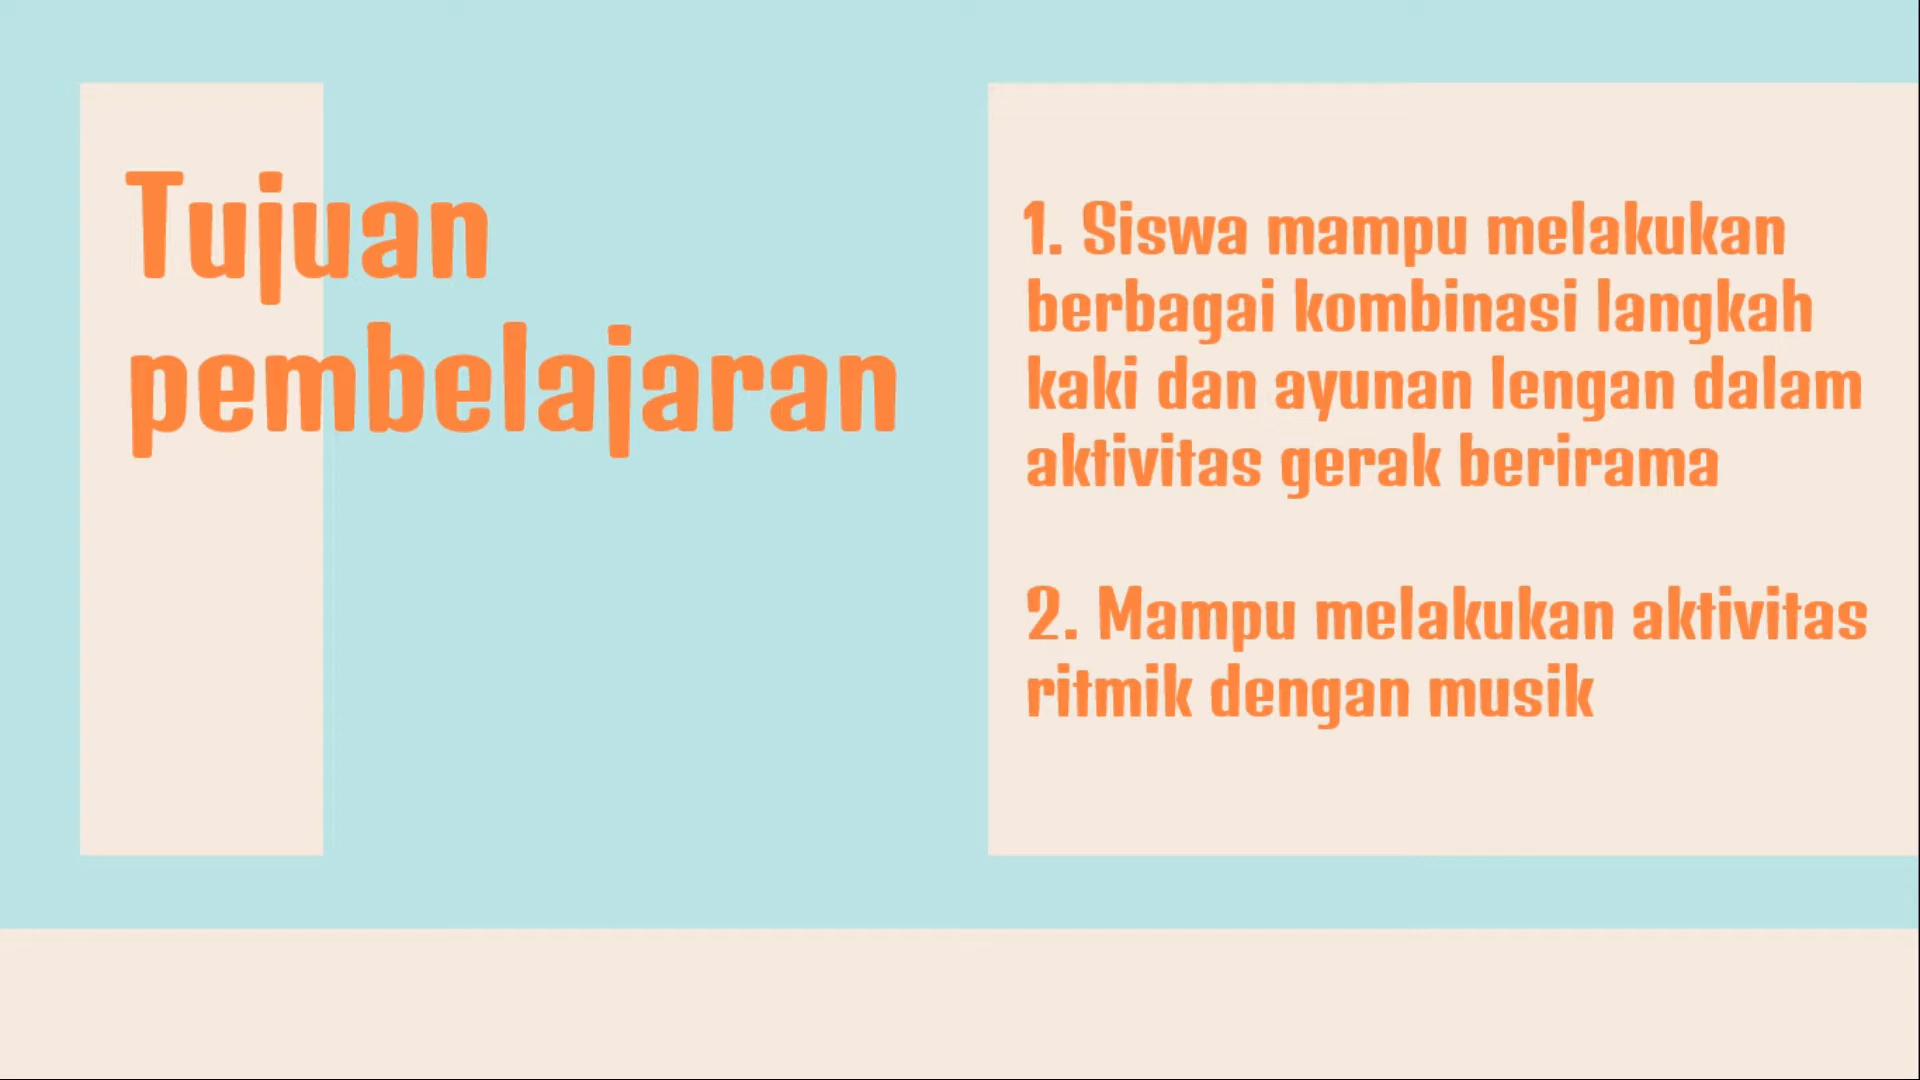 Tujuan
pembelajaran
1. Siswa mampu melakukan
berbagai kombinasi langkah
kaki dan ayunan lengan dalam
aktivitas gerak berirama
2. Mampu melakukan aktivitas
ritmik dengan musik